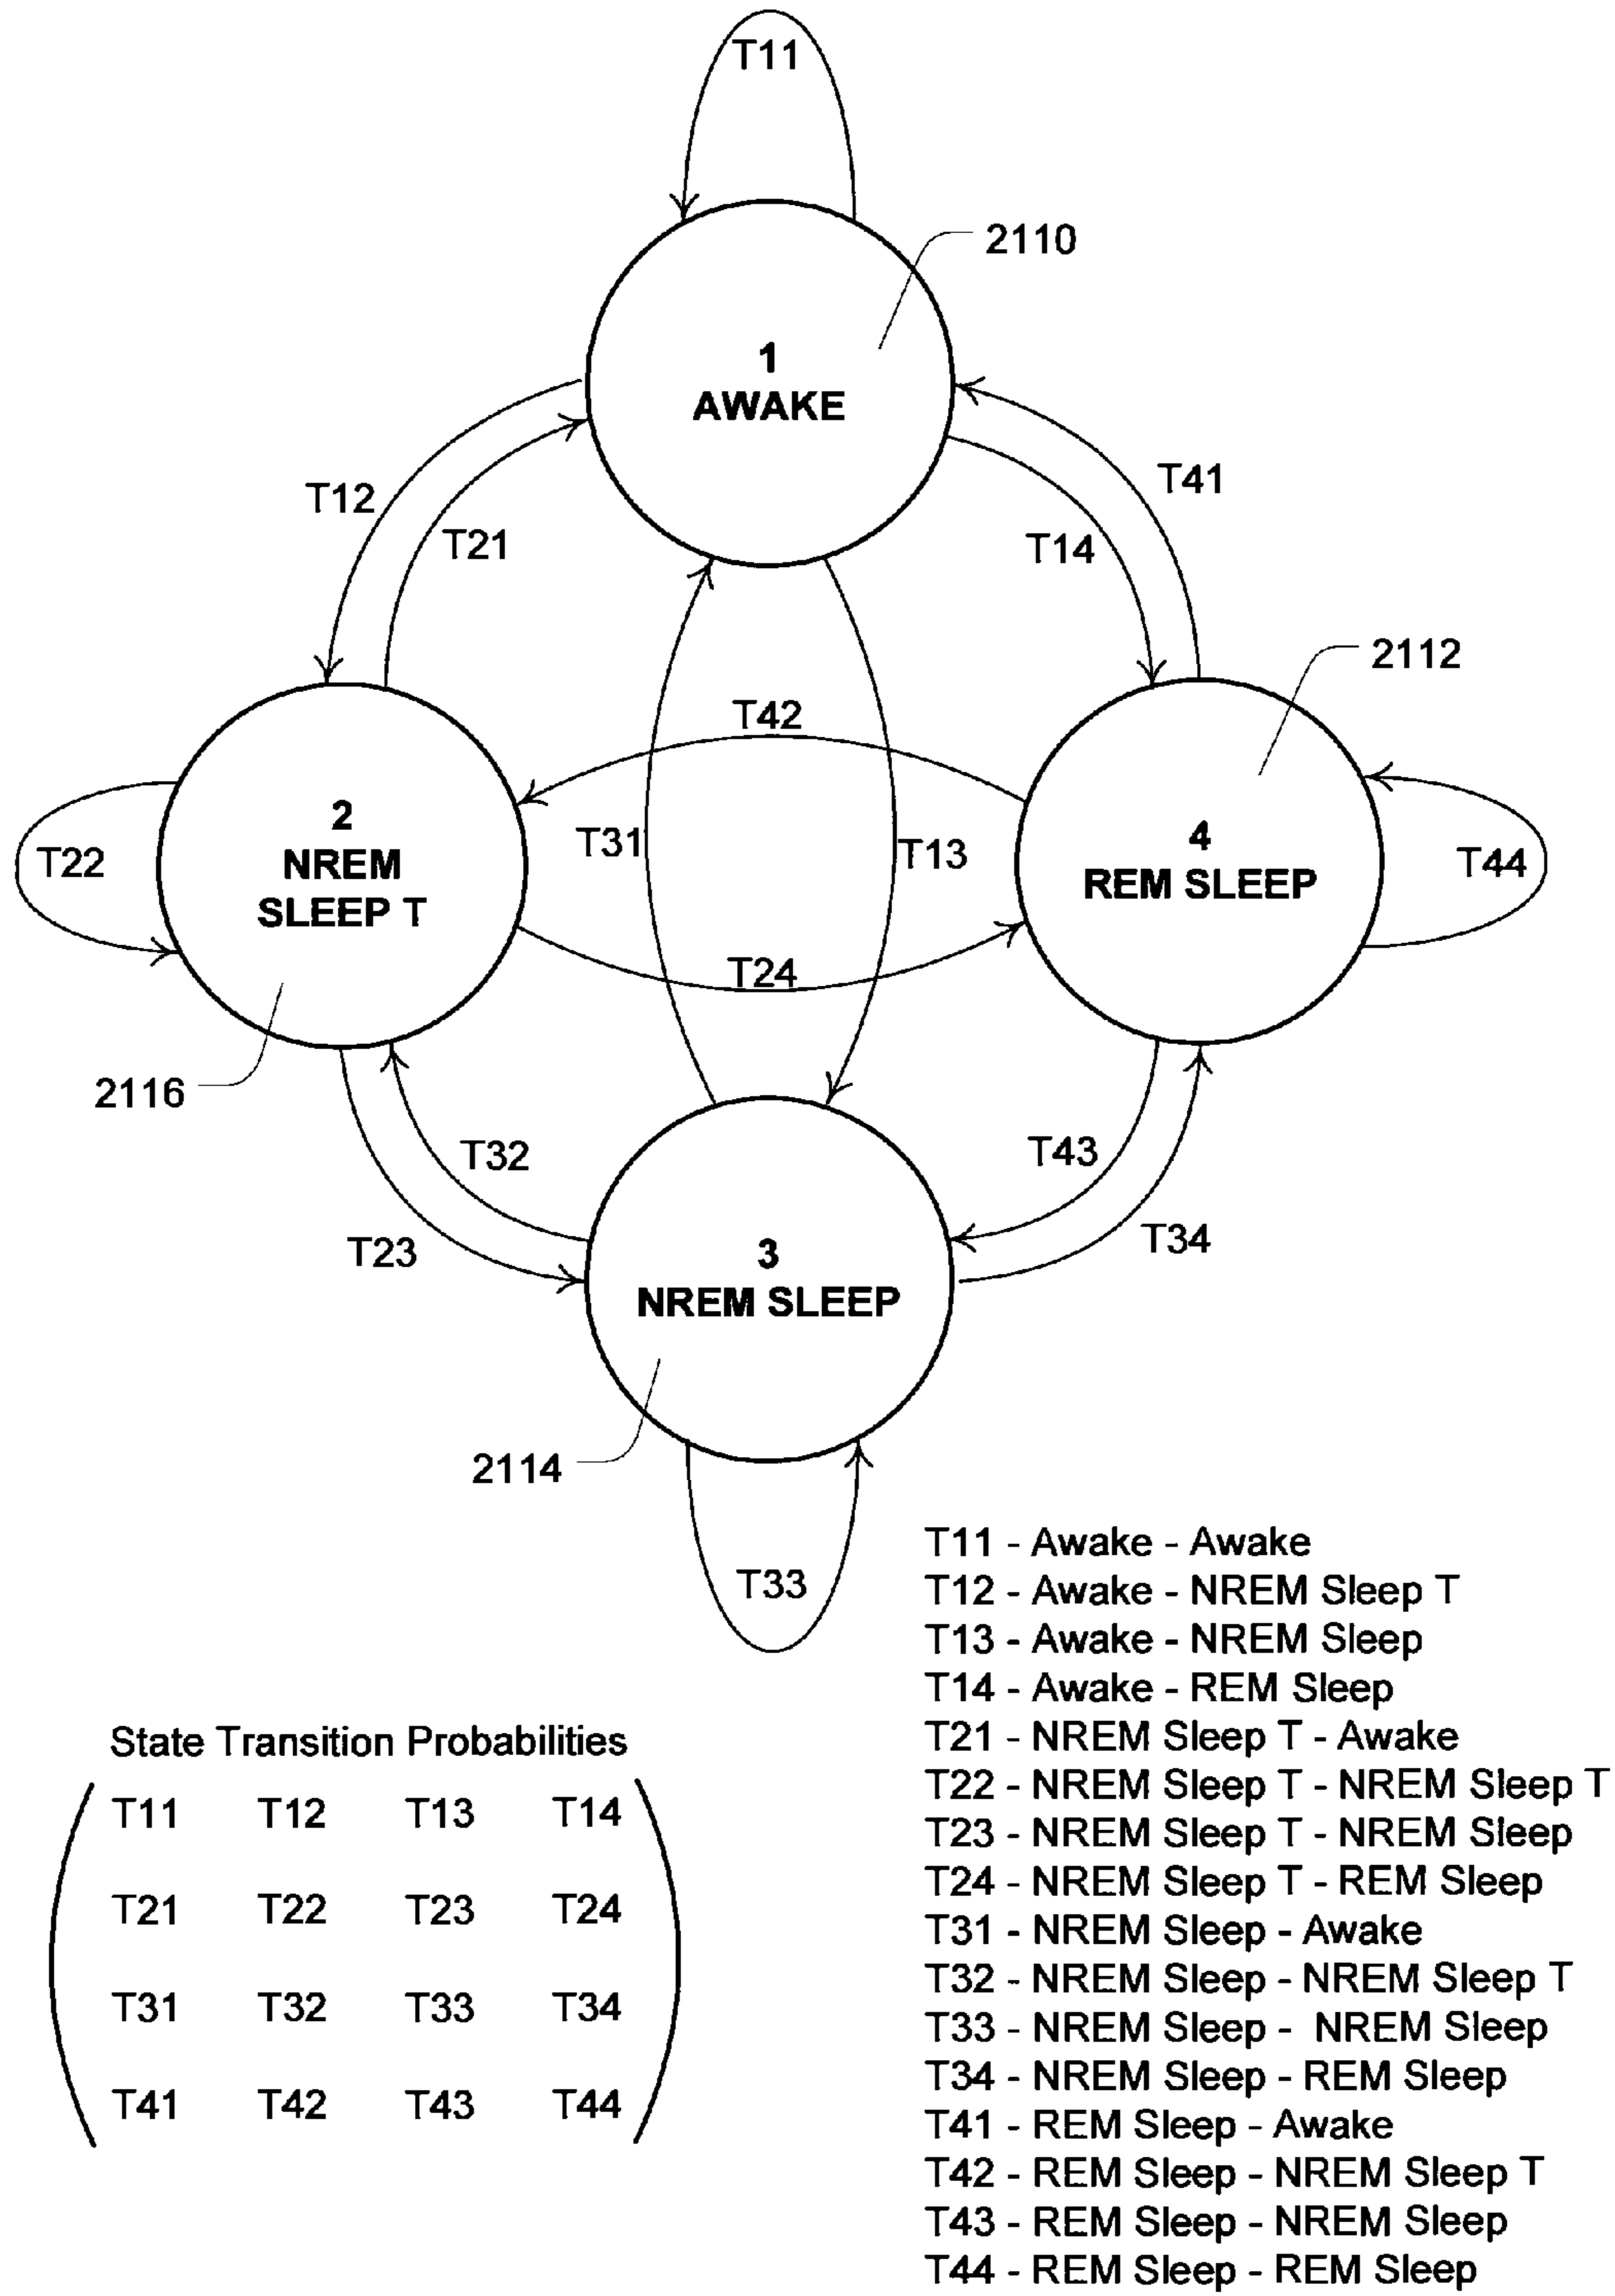 T11
2110
1
AWAKE
T12
T21
T41
T14
2112
T42
2
NREM
SLEEP T
T22
T31
T13
4
REM SLEEP
T44
T24
2116
T32
T43
T23
T34
3
NREM SLEEP
2114
T33
State Transition Probabilities
T11 T12 T13 T14
T21 T22 T23 T24
T31 T32 T33 T34
T41 T42 T43 T44
T11 - Awake - Awake
T12 - Awake - NREM Sleep T
T13 - Awake - NREM Sleep
T14 - Awake - REM Sleep
T21 - NREM Sleep T - Awake
T22 - NREM Sleep T - NREM Sleep T
T23 - NREM Sleep T - NREM Sleep
T24 - NREM Sleep T - REM Sleep
T31 - NREM Sleep - Awake
T32 - NREM Sleep - NREM Sleep T
T33 - NREM Sleep - NREM Sleep
T34 - NREM Sleep - REM Sleep
T41 - REM Sleep - Awake
T42 - REM Sleep - NREM Sleep T
T43 - REM Sleep - NREM Sleep
T44 - REM Sleep - REM Sleep